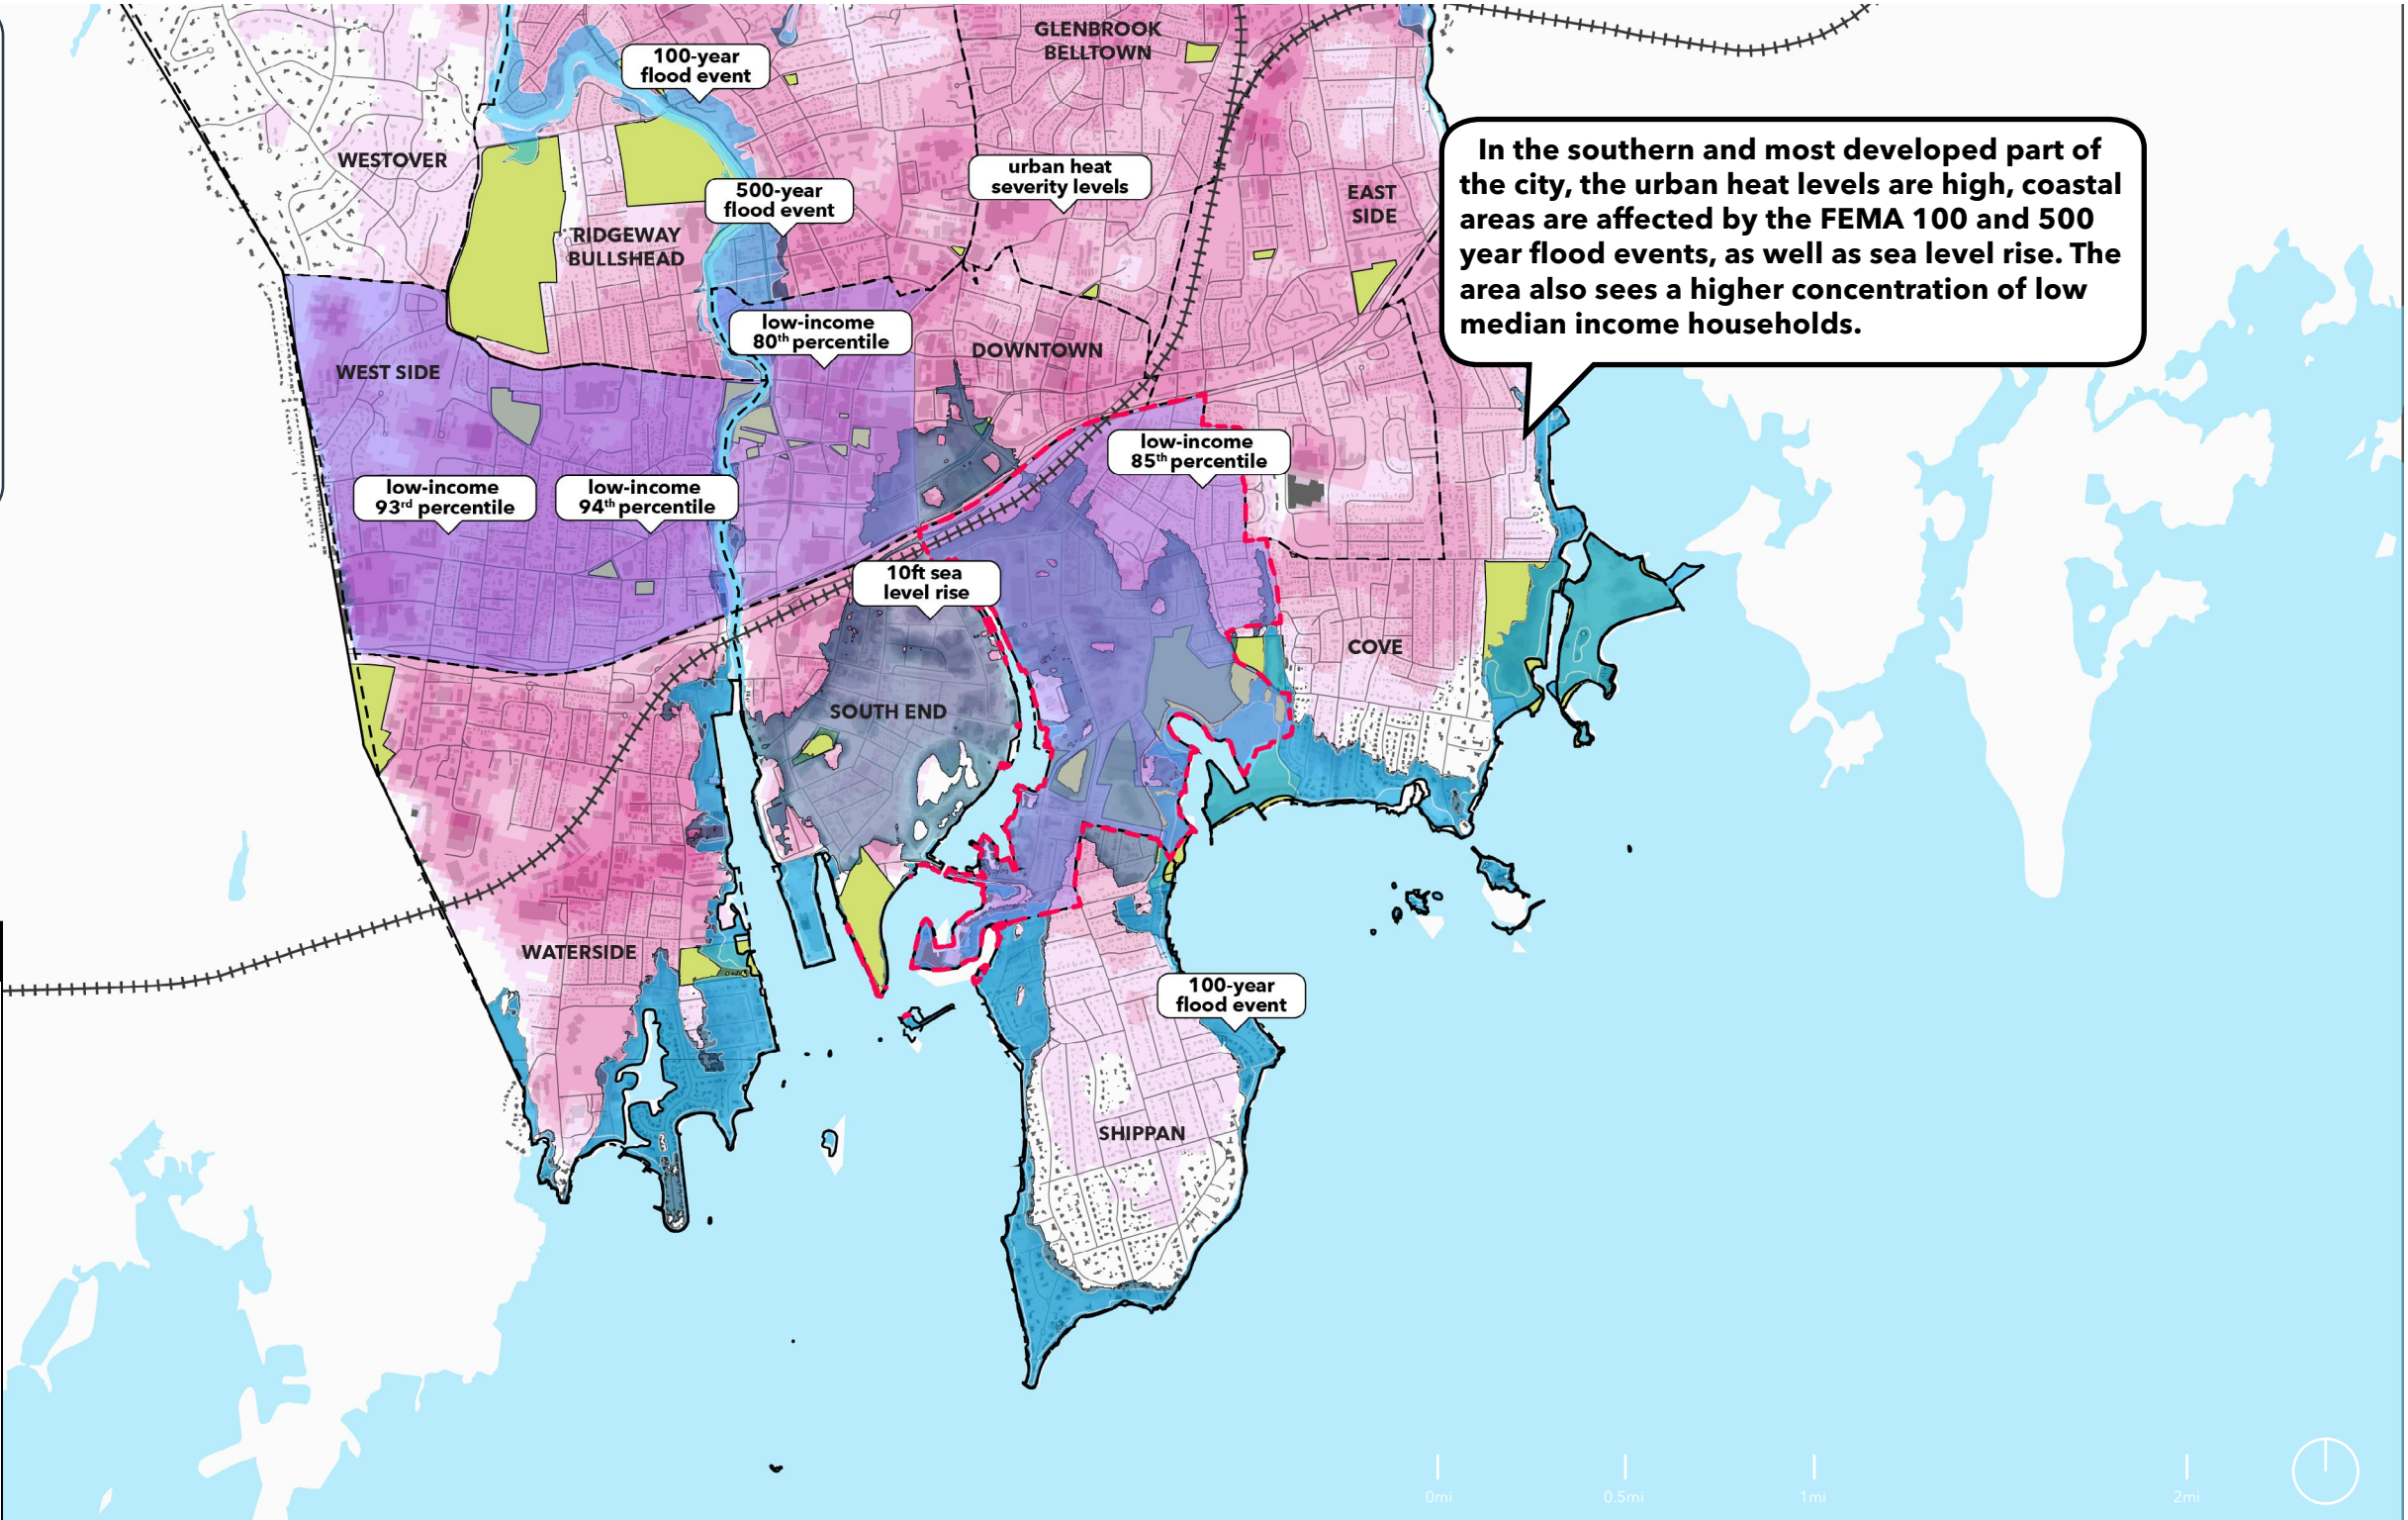 GLENBROOK
BELLTOWN
100-year
flood event
In the southern and most developed part of
the city, the urban heat levels are high, coastal
areas are affected by the FEMA 100 and 500
year flood events, as well as sea level rise. The
area also sees a higher concentration of low
median income households.
WESTOVER
urban heat
severity levels
500-year
flood event
EAST
SIDE
RIDGEWAY
BULLSHEAD
low-income
80th percentile
DOWNTOWN
WEST SIDE
low-income
85th percentile
low-income
93rd percentile
low-income
94th percentile
10ft sea
level rise
COVE
SOUTH END
WATERSIDE
100-year
flood event
SHIPPAN
0mi
0.5mi
1mi
2mi